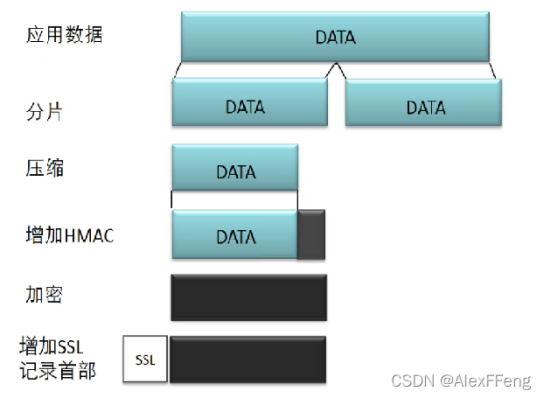 应用数据
DATA
分片
DATA
DATA
压缩
DATA
增加HMAC
DATA
加密
增加SSL
记录首部
SSL
CSDN @AlexFFeng